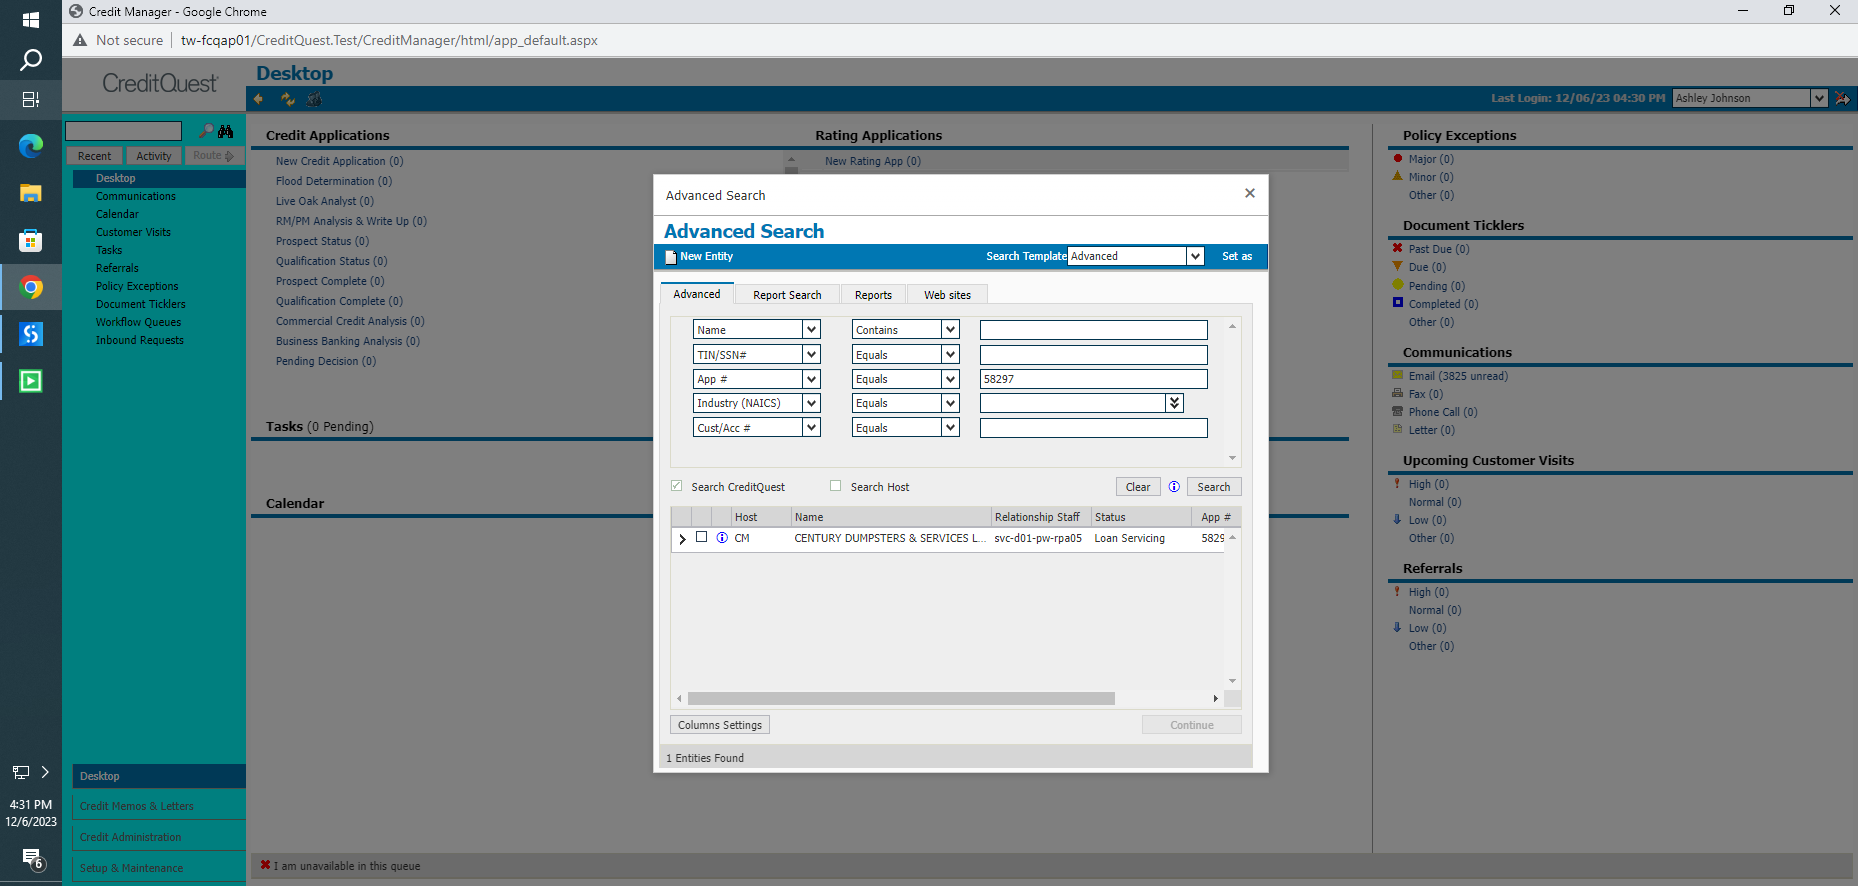 Credit Manager - Google Chrome
Not secure | tw-fcqap01/CreditQuest.Test/CreditManager/html/app_default.aspx
CreditQuest
Desktop
Last Login: 12/06/23 04:30 PM
Ashley Johnson
Recent
Activity
Route
Desktop
Communications
Calendar
Customer Visits
Tasks
Referrals
Policy Exceptions
Document Ticklers
Workflow Queues
Inbound Requests
Desktop
Credit Memos & Letters
Credit Administration
Setup & Maintenance
Credit Applications
New Credit Application (0)
Flood Determination (0)
Live Oak Analyst (0)
RM/PM Analysis & Write Up (0)
Prospect Status (0)
Qualification Status (0)
Prospect Complete (0)
Qualification Complete (0)
Commercial Credit Analysis (0)
Business Banking Analysis (0)
Pending Decision (0)
Tasks (0 Pending)
Calendar
Rating Applications
New Rating App (0)
Advanced Search
Advanced Search
New Entity
Search Template
Advanced
Set as
Advanced
Report Search
Reports
Web sites
Name Contains
TIN/SSN# Equals
App # Equals 58297
Industry (NAICS) Equals
Cust/Acc # Equals
Search CreditQuest
Search Host
Clear
Search
Host Name Relationship Staff Status App #
CM CENTURY DUMPSTERS & SERVICES L... svc-d01-pw-rpa05 Loan Servicing 5829
Columns Settings
Continue
1 Entities Found
Policy Exceptions
Major (0)
Minor (0)
Other (0)
Document Ticklers
Past Due (0)
Due (0)
Pending (0)
Completed (0)
Other (0)
Communications
Email (3825 unread)
Fax (0)
Phone Call (0)
Letter (0)
Upcoming Customer Visits
High (0)
Normal (0)
Low (0)
Other (0)
Referrals
High (0)
Normal (0)
Low (0)
Other (0)
I am unavailable in this queue
4:31 PM
12/6/2023
6